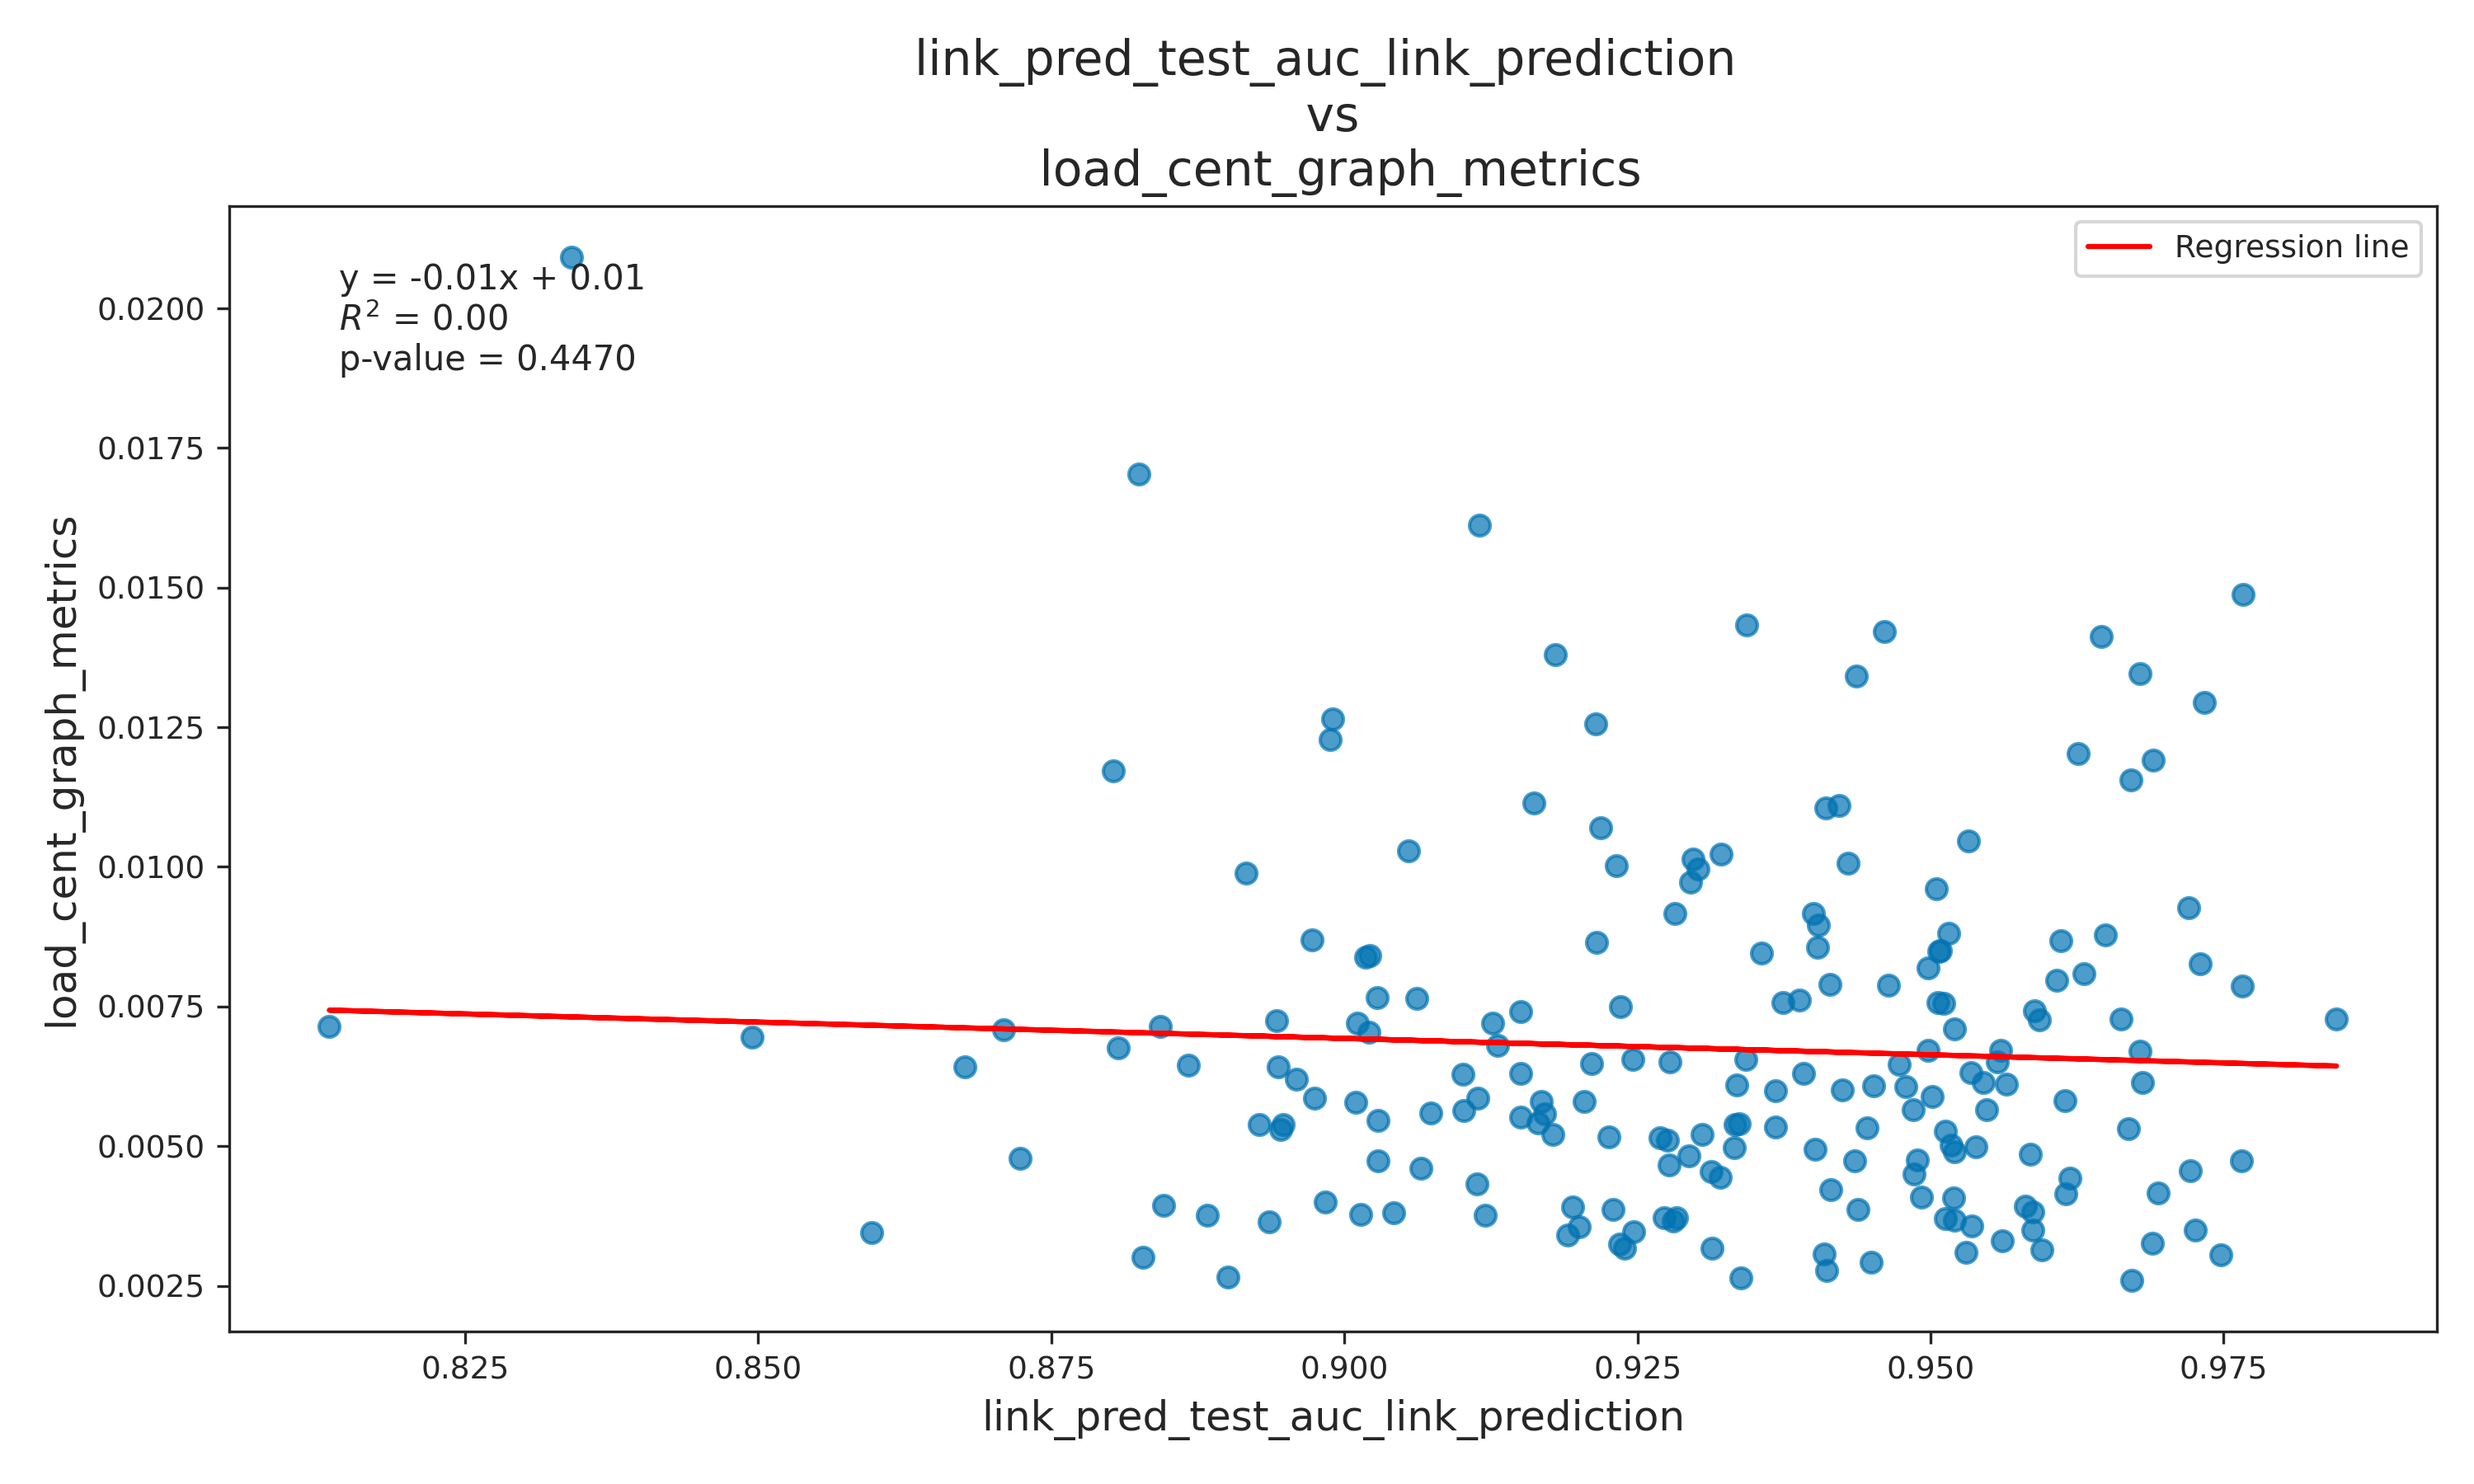 link_pred_test_auc_link_prediction
vs
load_cent_graph_metrics
Regression line
y = -0.01x + 0.01
R² = 0.00
p-value = 0.4470
load_cent_graph_metrics
0.0200
0.0175
0.0150
0.0125
0.0100
0.0075
0.0050
0.0025
0.825 0.850 0.875 0.900 0.925 0.950 0.975
link_pred_test_auc_link_prediction